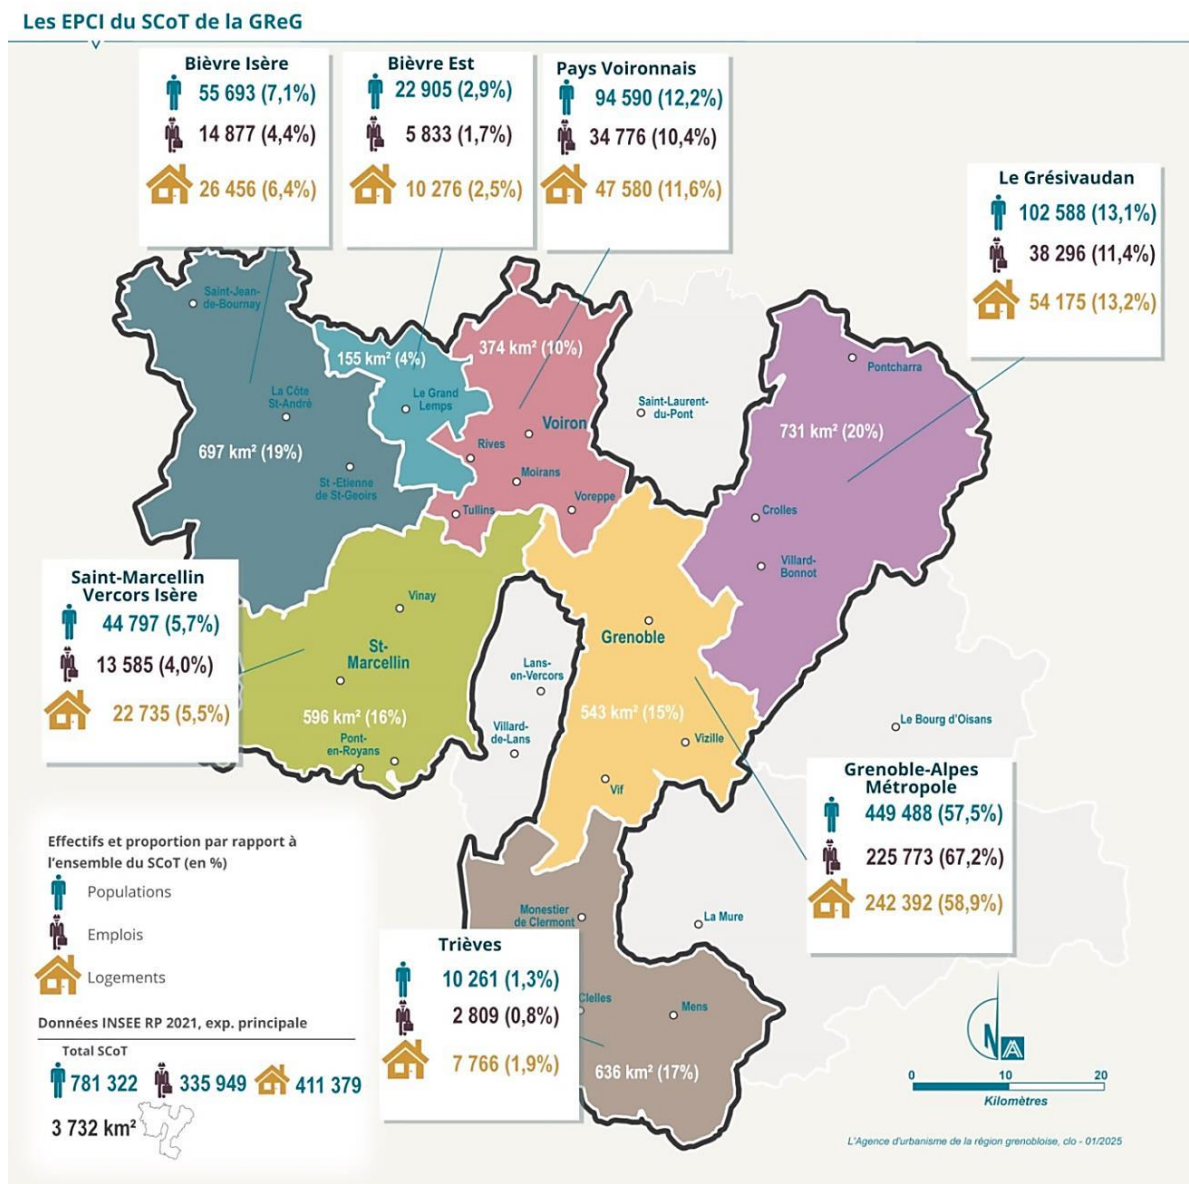 Les EPCI du SCoT de la GReG
Bièvre Isère
55 693 (7,1%)
14 877 (4,4%)
26 456 (6,4%)
Bièvre Est
22 905 (2,9%)
5 833 (1,7%)
10 276 (2,5%)
Pays Voironnais
94 590 (12,2%)
34 776 (10,4%)
47 580 (11,6%)
Le Grésivaudan
102 588 (13,1%)
38 296 (11,4%)
54 175 (13,2%)
Saint-Jean-
de-Bournay
155 km² (4%)
374 km² (10%)
Pontcharra
La Côte
St-André
Le Grand
Lemps
Saint-Laurent-
du-Pont
Voiron
731 km² (20%)
697 km² (19%)
Rives
St -Etienne
de St-Geoirs
Moirans
Voreppe
Tullins
Crolles
Villard-
Bonnot
Saint-Marcellin
Vercors Isère
44 797 (5,7%)
13 585 (4,0%)
22 735 (5,5%)
Vinay
St-
Marcellin
Grenoble
Lans-
en-Vercors
596 km² (16%)
543 km² (15%)
Villard-
de-Lans
Pont-
en-Royans
Vizille
Vif
Le Bourg d'Oisans
Grenoble-Alpes
Métropole
449 488 (57,5%)
225 773 (67,2%)
242 392 (58,9%)
Effectifs et proportion par rapport à
l'ensemble du SCoT (en %)
Populations
Emplois
Logements
Données INSEE RP 2021, exp. principale
Total SCoT
781 322 335 949 411 379
3 732 km²
Monestier
de Clermont
La Mure
Trièves
10 261 (1,3%)
2 809 (0,8%)
7 766 (1,9%)
Clelles
Mens
636 km² (17%)
N
0 10 20
Kilomètres
L'Agence d'urbanisme de la région grenobloise, clo - 01/2025